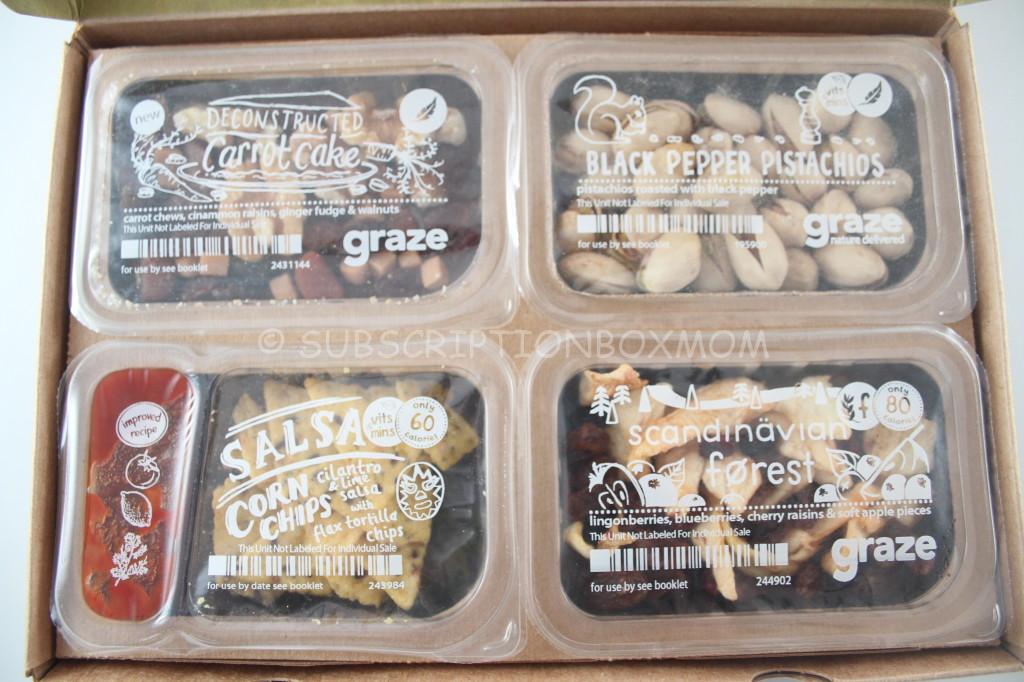 new
DECONSTRUCTED
Carrot Cake
carrot chews, cinammon raisins, ginger fudge & walnuts
This Unit Not Labeled For Individual Sale
for use by see booklet
2431144
graze
vits
mins
BLACK PEPPER PISTACHIOS
pistachios roasted with black pepper
This Unit Not Labeled For Individual Sale
for use by see booklet
195900
graze
nature delivered
© SUBSCRIPTIONBOXMOM
improved
recipe
SALSA
vits
mins
only
60
calories!
CORN
CHIPS
cilantro
& lime
salsa
with
flax tortilla
chips
This Unit Not Labeled For Individual Sale
for use by date see booklet
243984
f
only
80
calories
scandinävian
førest
lingonberries, blueberries, cherry raisins & soft apple pieces
This Unit Not Labeled For Individual Sale
for use by see booklet
244902
graze